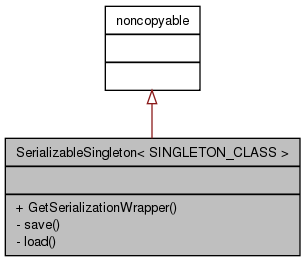 noncopyable
SerializableSingleton< SINGLETON_CLASS >
+ GetSerializationWrapper()
- save()
- load()